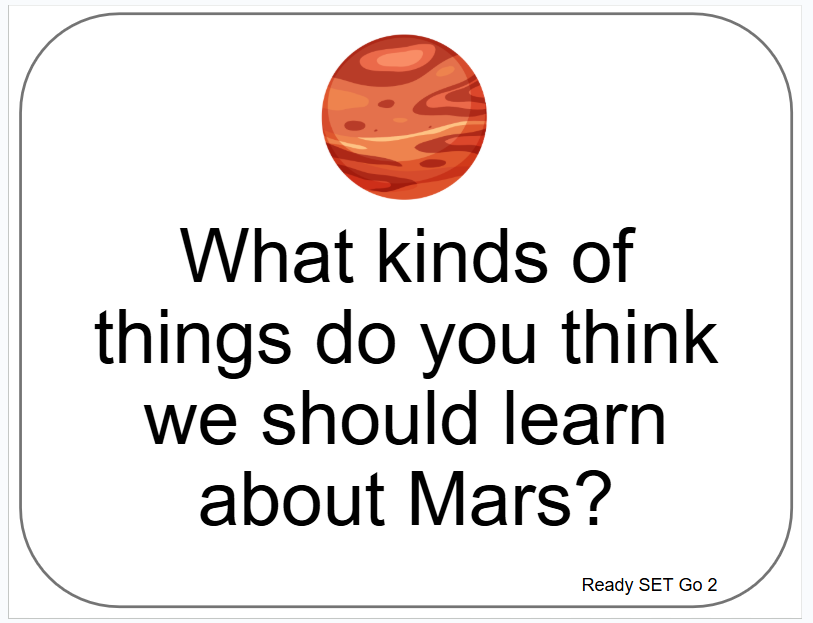 What kinds of
things do you think
we should learn
about Mars?
Ready SET Go 2